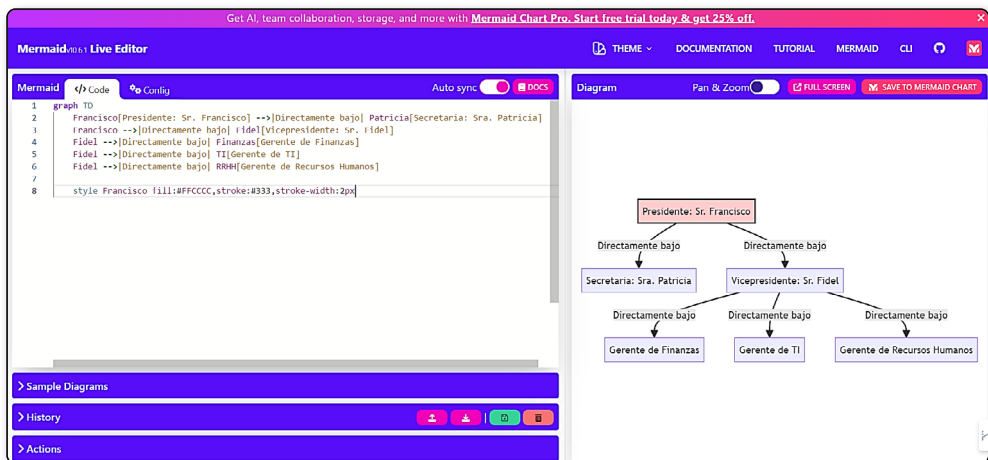 Get AI, team collaboration, storage, and more with Mermaid Chart Pro. Start free trial today & get 25% off. ×
Mermaid v10.6.1 Live Editor
THEME DOCUMENTATION TUTORIAL MERMAID CLI
Mermaid </> Code Config Auto sync DOCS
1 graph TD
2 Francisco[Presidente: Sr. Francisco] -->|Directamente bajo| Patricia[Secretaria: Sra. Patricia]
3 Francisco -->|Directamente bajo| Fidel[Vicepresidente: Sr. Fidel]
4 Fidel -->|Directamente bajo| Finanzas[Gerente de Finanzas]
5 Fidel -->|Directamente bajo| TI[Gerente de TI]
6 Fidel -->|Directamente bajo| RRHH[Gerente de Recursos Humanos]
7
8 style Francisco fill:#FFCCCC,stroke:#333,stroke-width:2px
Sample Diagrams
History
Actions
Diagram Pan & Zoom FULL SCREEN SAVE TO MERMAID CHART
Presidente: Sr. Francisco
Directamente bajo Directamente bajo
Secretaria: Sra. Patricia Vicepresidente: Sr. Fidel
Directamente bajo Directamente bajo Directamente bajo
Gerente de Finanzas Gerente de TI Gerente de Recursos Humanos